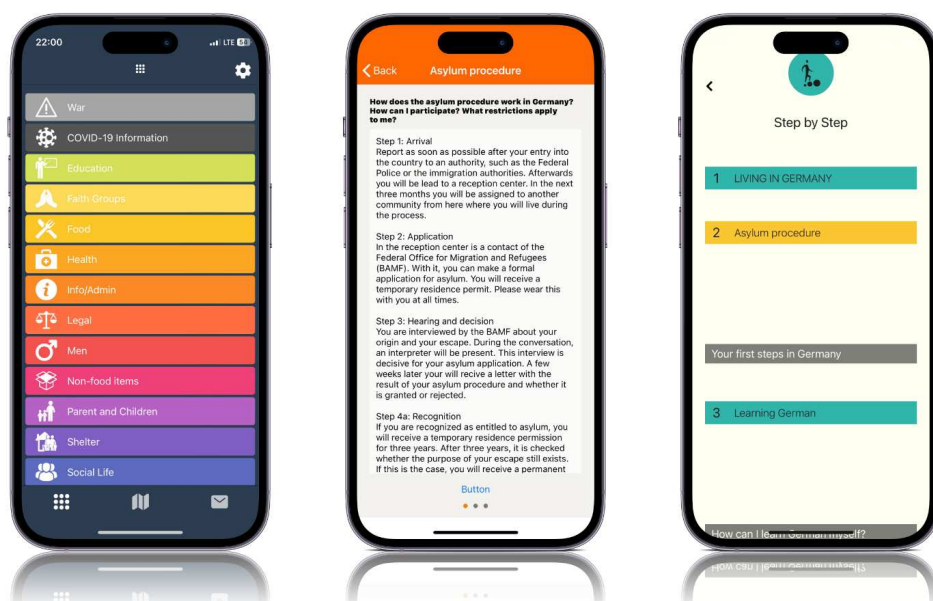 22:00
LTE 58
War
COVID-19 Information
Education
Faith Groups
Food
Health
Info/Admin
Legal
Men
Non-food items
Parent and Children
Shelter
Social Life
Back
Asylum procedure
How does the asylum procedure work in Germany?
How can I participate? What restrictions apply
to me?
Step 1: Arrival
Report as soon as possible after your entry into
the country to an authority, such as the Federal
Police or the immigration authorities. Afterwards
you will be lead to a reception center. In the next
three months you will be assigned to another
community from here where you will live during
the process.
Step 2: Application
In the reception center is a contact of the
Federal Office for Migration and Refugees
(BAMF). With it, you can make a formal
application for asylum. You will receive a
temporary residence permit. Please wear this
with you at all times.
Step 3: Hearing and decision
You are interviewed by the BAMF about your
origin and your escape. During the conversation,
an interpreter will be present. This interview is
decisive for your asylum application. A few
weeks later your will recive a letter with the
result of your asylum procedure and whether it
is granted or rejected.
Step 4a: Recognition
If you are recognized as entitled to asylum, you
will receive a temporary residence permission
for three years. After three years, it is checked
whether the purpose of your escape still exists.
If this is the case, you will receive a permanent
Button
Step by Step
1 LIVING IN GERMANY
2 Asylum procedure
Your first steps in Germany
3 Learning German
How can I learn German myself?